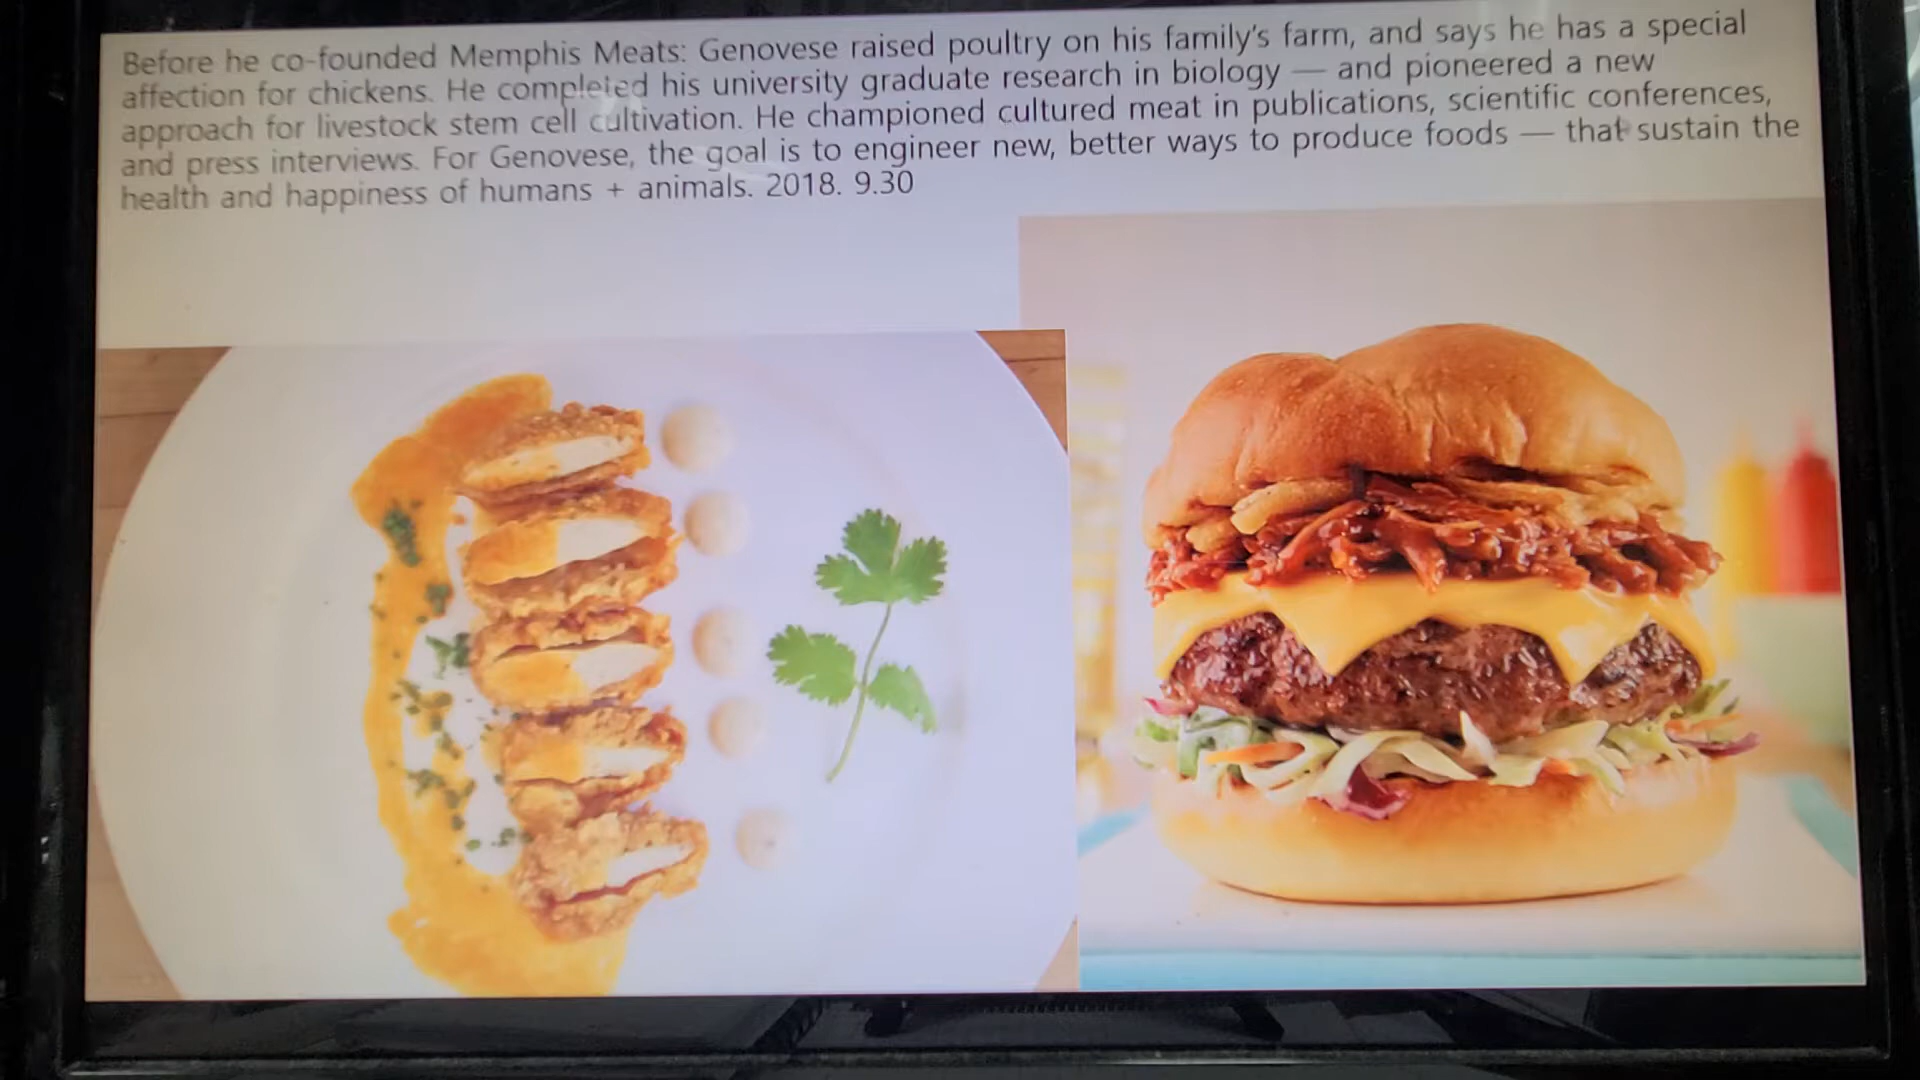 Before he co-founded Memphis Meats: Genovese raised poultry on his family's farm, and says he has a special
affection for chickens. He completed his university graduate research in biology — and pioneered a new
approach for livestock stem cell cultivation. He championed cultured meat in publications, scientific conferences,
and press interviews. For Genovese, the goal is to engineer new, better ways to produce foods — that sustain the
health and happiness of humans + animals. 2018. 9.30